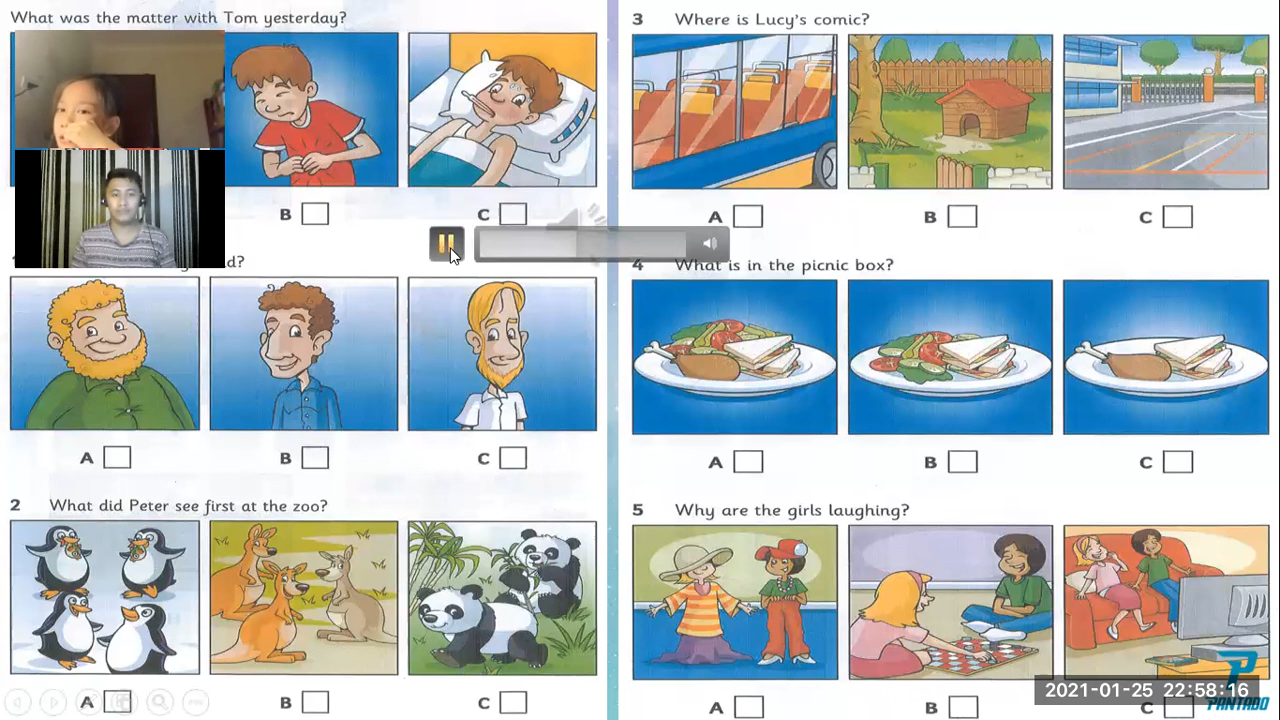 What was the matter with Tom yesterday?
B
C
d?
A
B
C
2 What did Peter see first at the zoo?
A
B
C
3 Where is Lucy's comic?
A
B
C
4 What is in the picnic box?
A
B
C
5 Why are the girls laughing?
A
B
C
2021-01-25 22:58:16
PANTADO